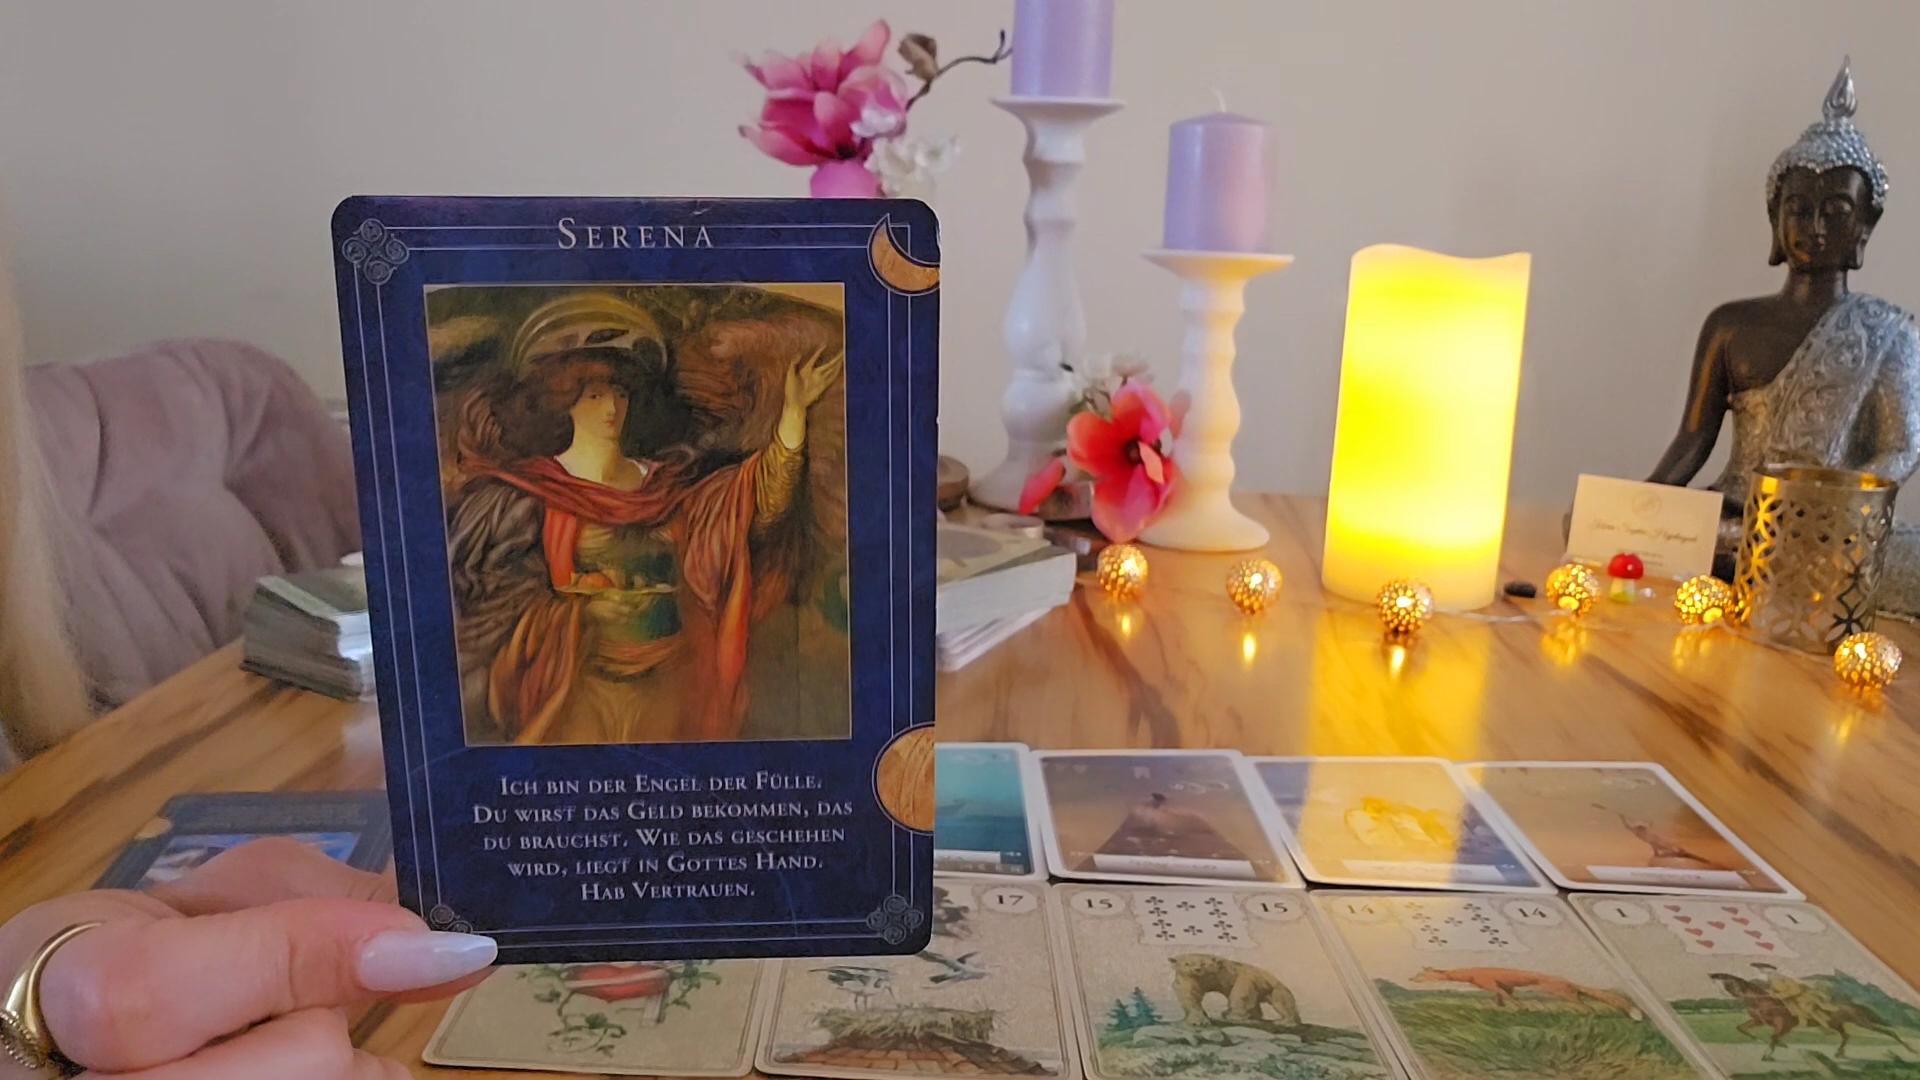 SERENA
ICH BIN DER ENGEL DER FÜLLE.
DU WIRST DAS GELD BEKOMMEN, DAS
DU BRAUCHST. WIE DAS GESCHEHEN
WIRD, LIEGT IN GOTTES HAND.
HAB VERTRAUEN.
17
15 15
14 14
1 1